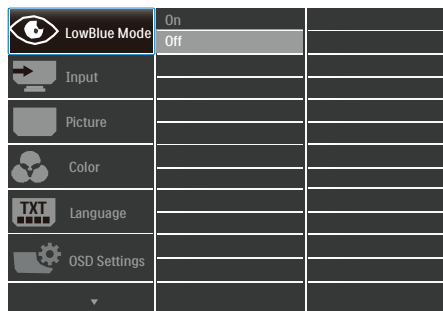 LowBlue Mode
On
Off
Input
Picture
Color
TXT
Language
OSD Settings